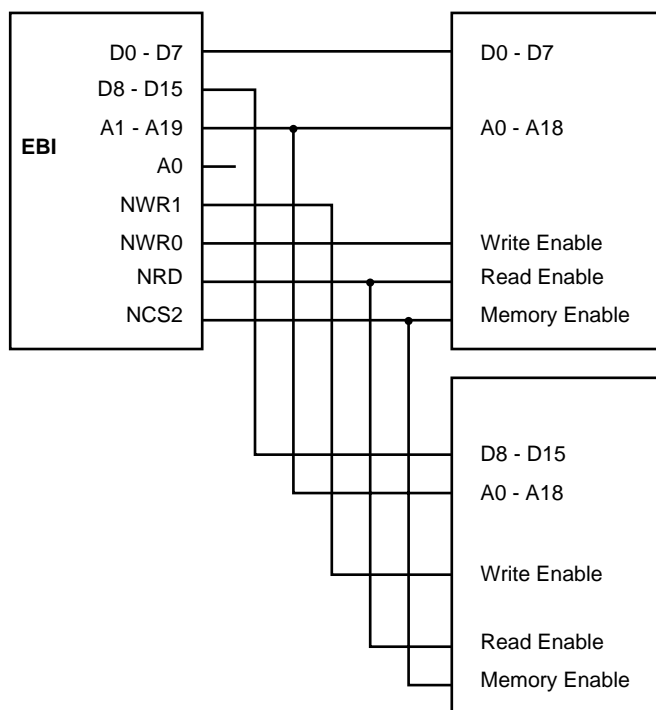 EBI
D0 - D7
D8 - D15
A1 - A19
A0
NWR1
NWR0
NRD
NCS2
D0 - D7
A0 - A18
Write Enable
Read Enable
Memory Enable
D8 - D15
A0 - A18
Write Enable
Read Enable
Memory Enable